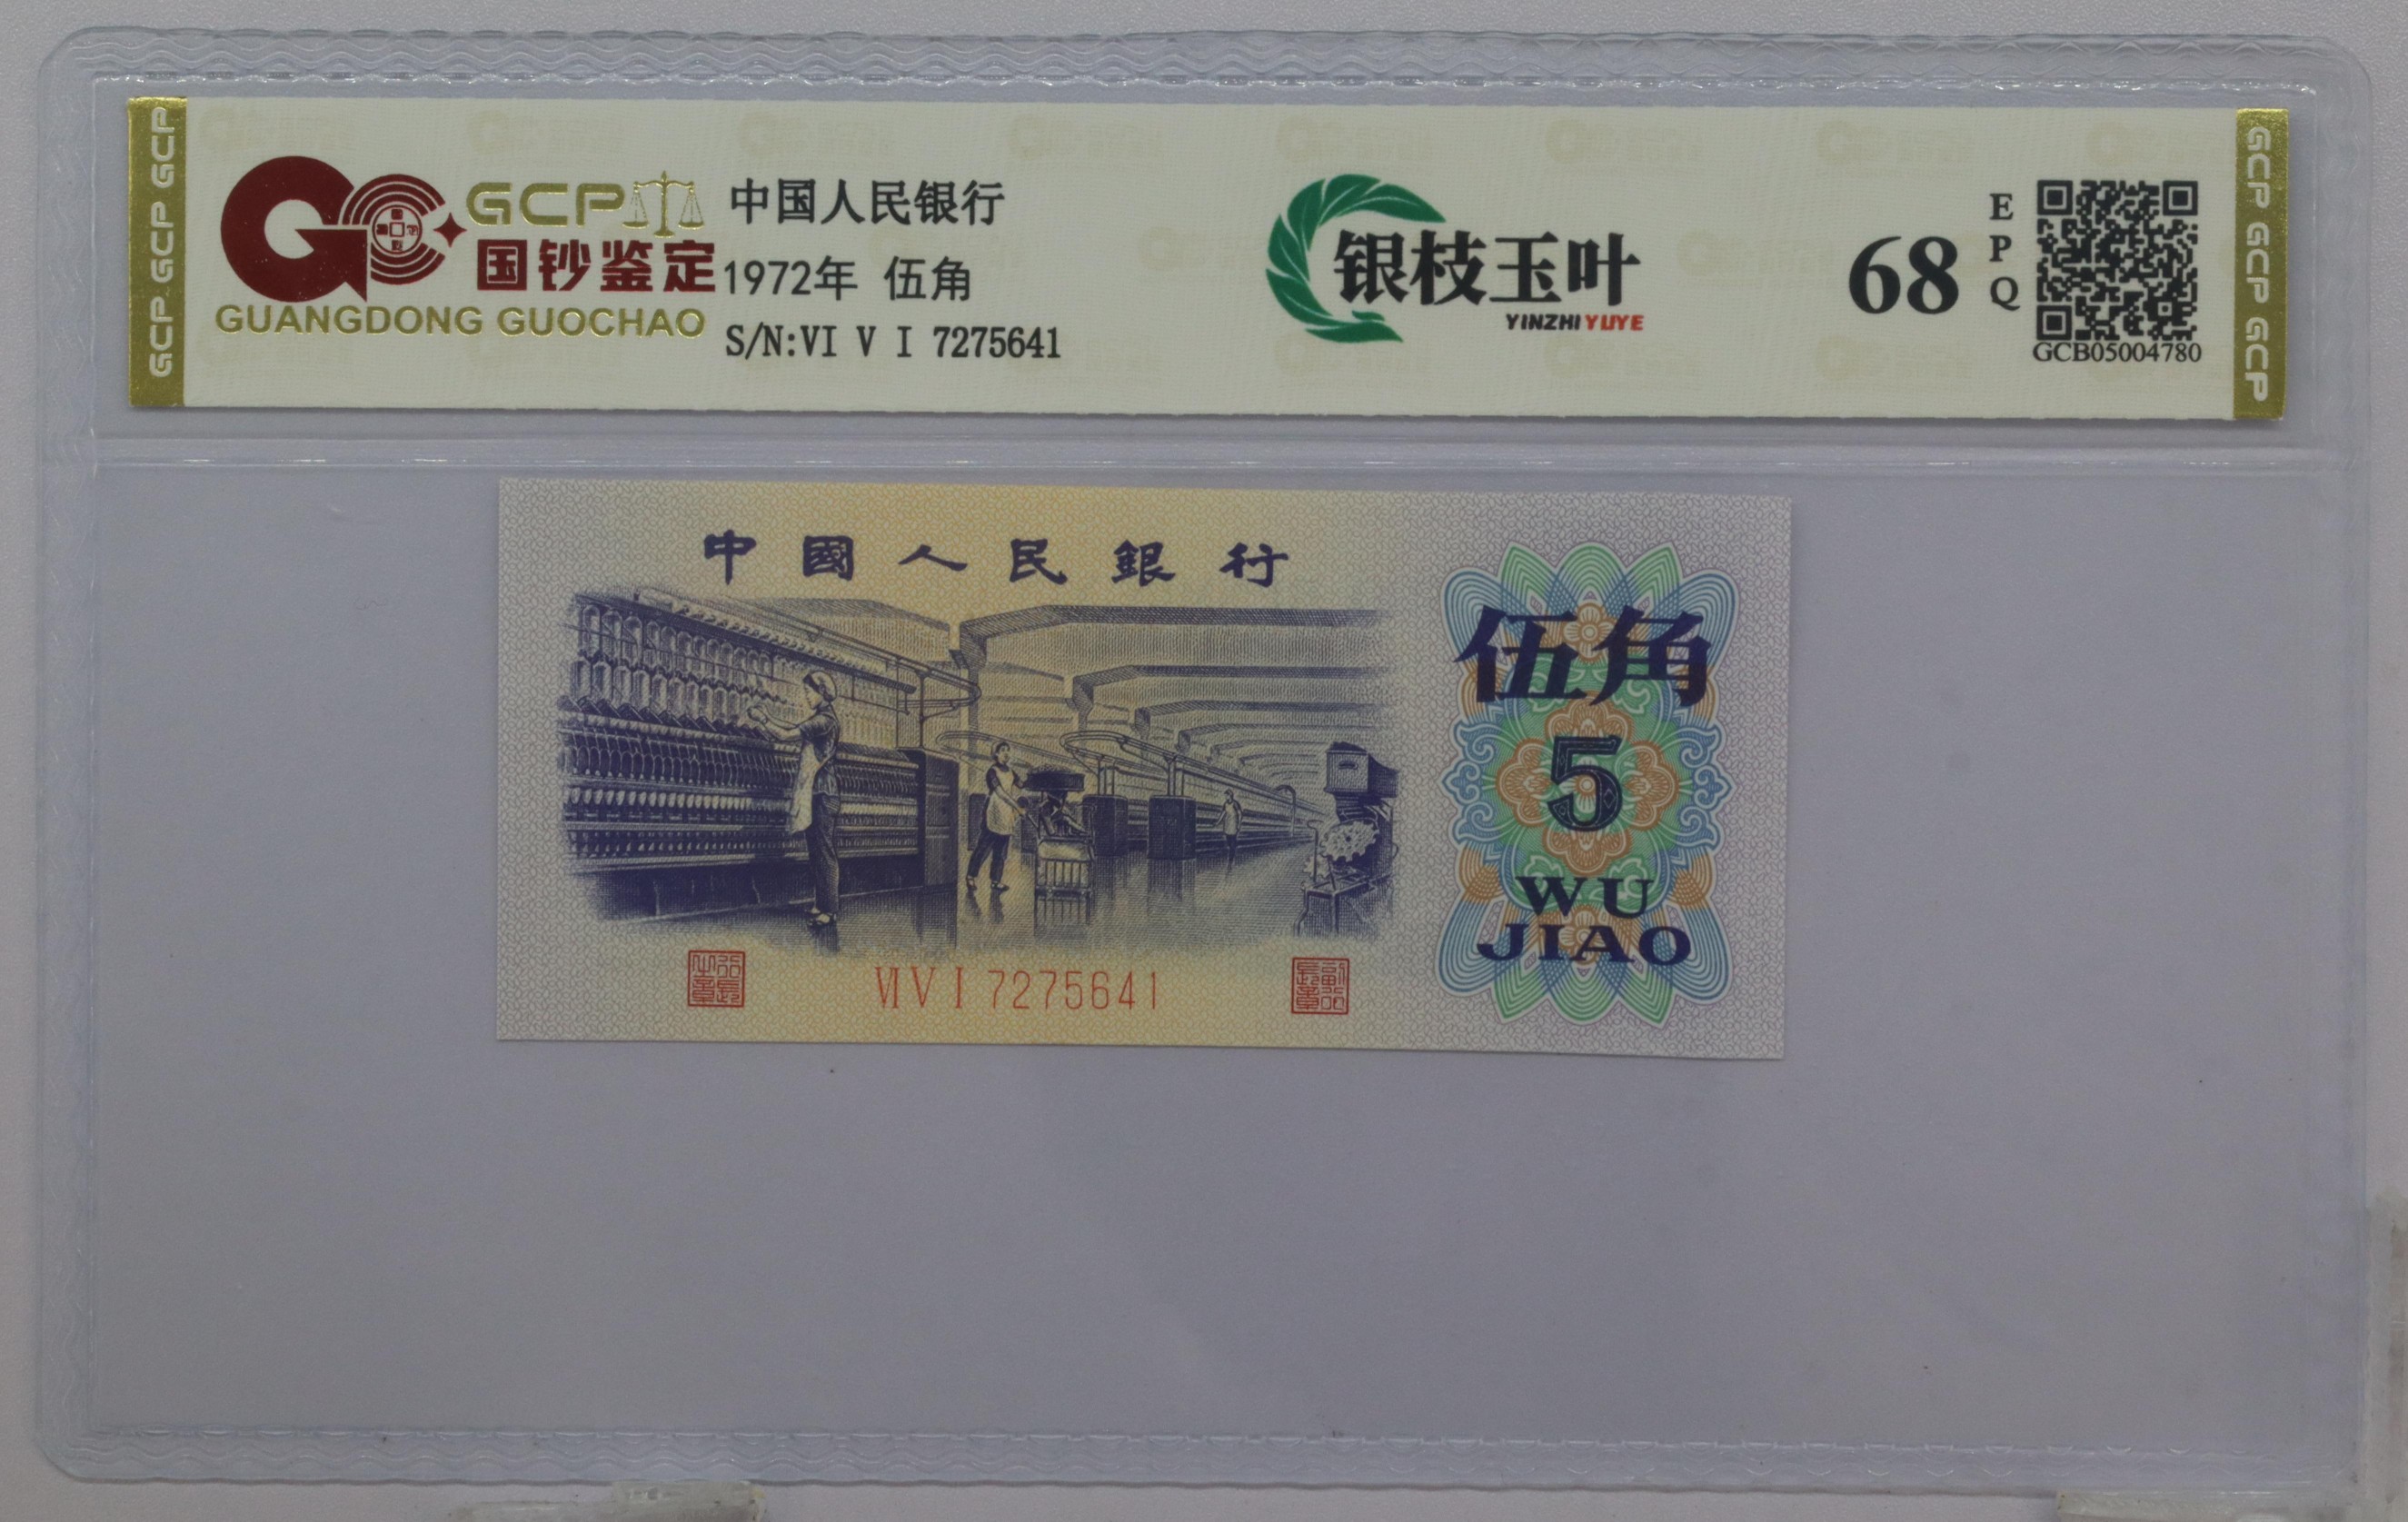 GCP GCP GCP
GCP
国钞鉴定
GUANGDONG GUOCHAO
中国人民银行
1972年 伍角
S/N:VI V I 7275641
银枝玉叶
YINZHIYUYE
68
EPQ
GCB05004780
GCP GCP GCP
中國人民銀行
伍角
5
WU
JIAO
VI V I 7275641